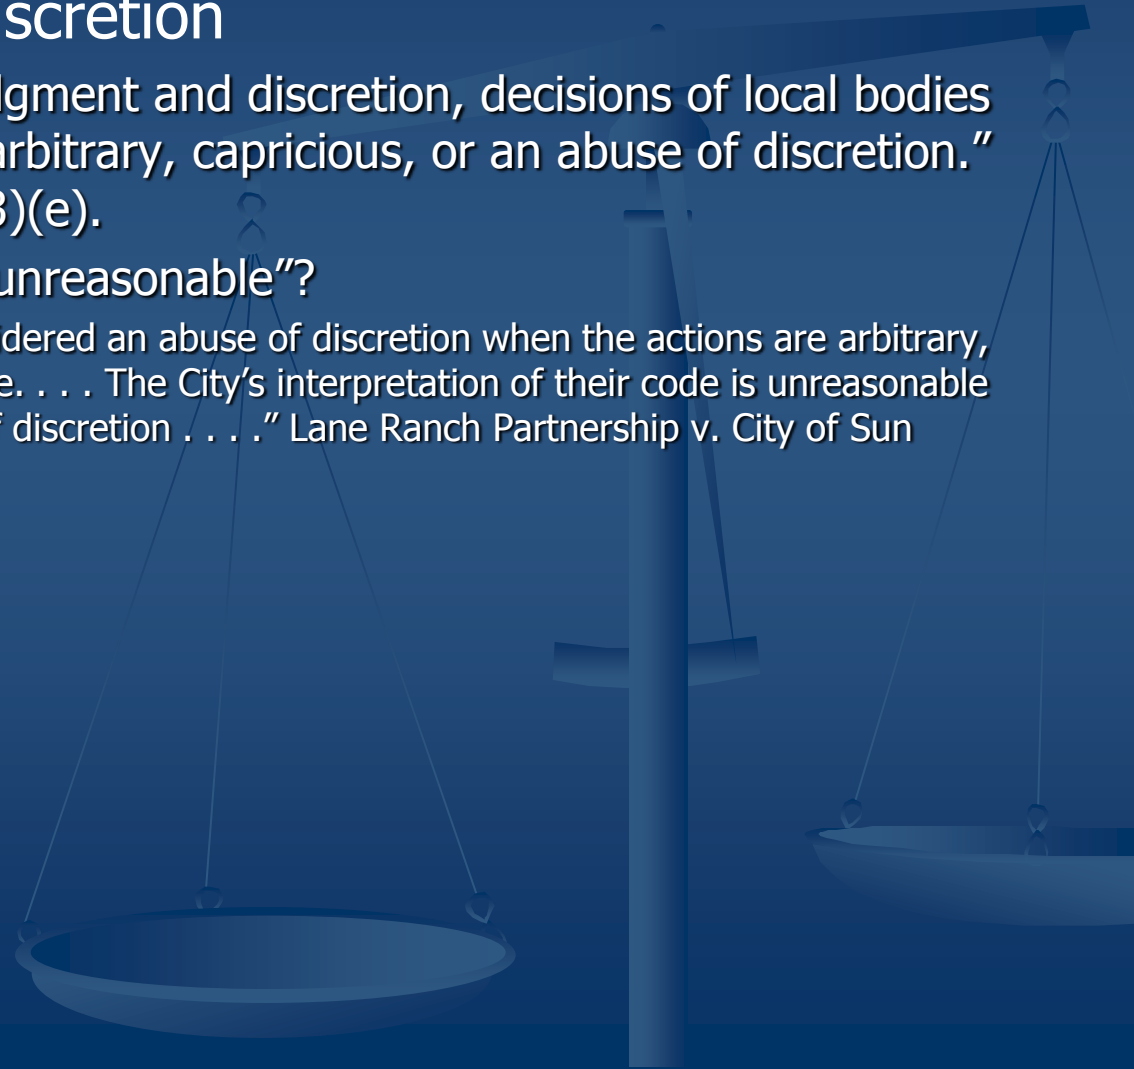 scretion
lgment and discretion, decisions of local bodies
arbitrary, capricious, or an abuse of discretion.”
)(e).
unreasonable”?
idered an abuse of discretion when the actions are arbitrary,
e. . . . The City’s interpretation of their code is unreasonable
f discretion . . . .” Lane Ranch Partnership v. City of Sun